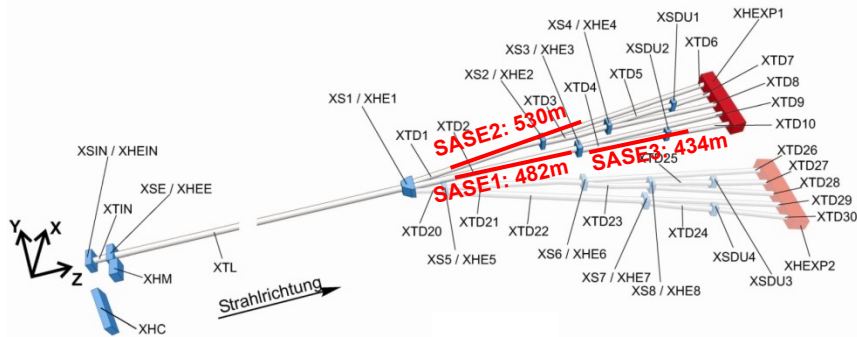 XSDU1
XHEXP1
XS4 / XHE4
XTD6
XSDU2
XTD7
XS3 / XHE3
XTD5
XTD8
XS2 / XHE2
XTD4
XTD9
XS1 / XHE1
XTD3
XTD10
XTD2
XTD1
SASE2: 530m
XTD26
SASE3: 434m
XTD25
XTD27
XSIN / XHEIN
SASE1: 482m
XTD28
XSE / XHEE
XTD29
XTIN
XTD20
XTD21
XTD23
XTD30
Y
X
XTD22
XTD24
Z
XHM
XTL
XS5 / XHE5
XS6 / XHE6
XSDU4
XHEXP2
XS7 / XHE7
XSDU3
XS8 / XHE8
Strahlrichtung
XHC